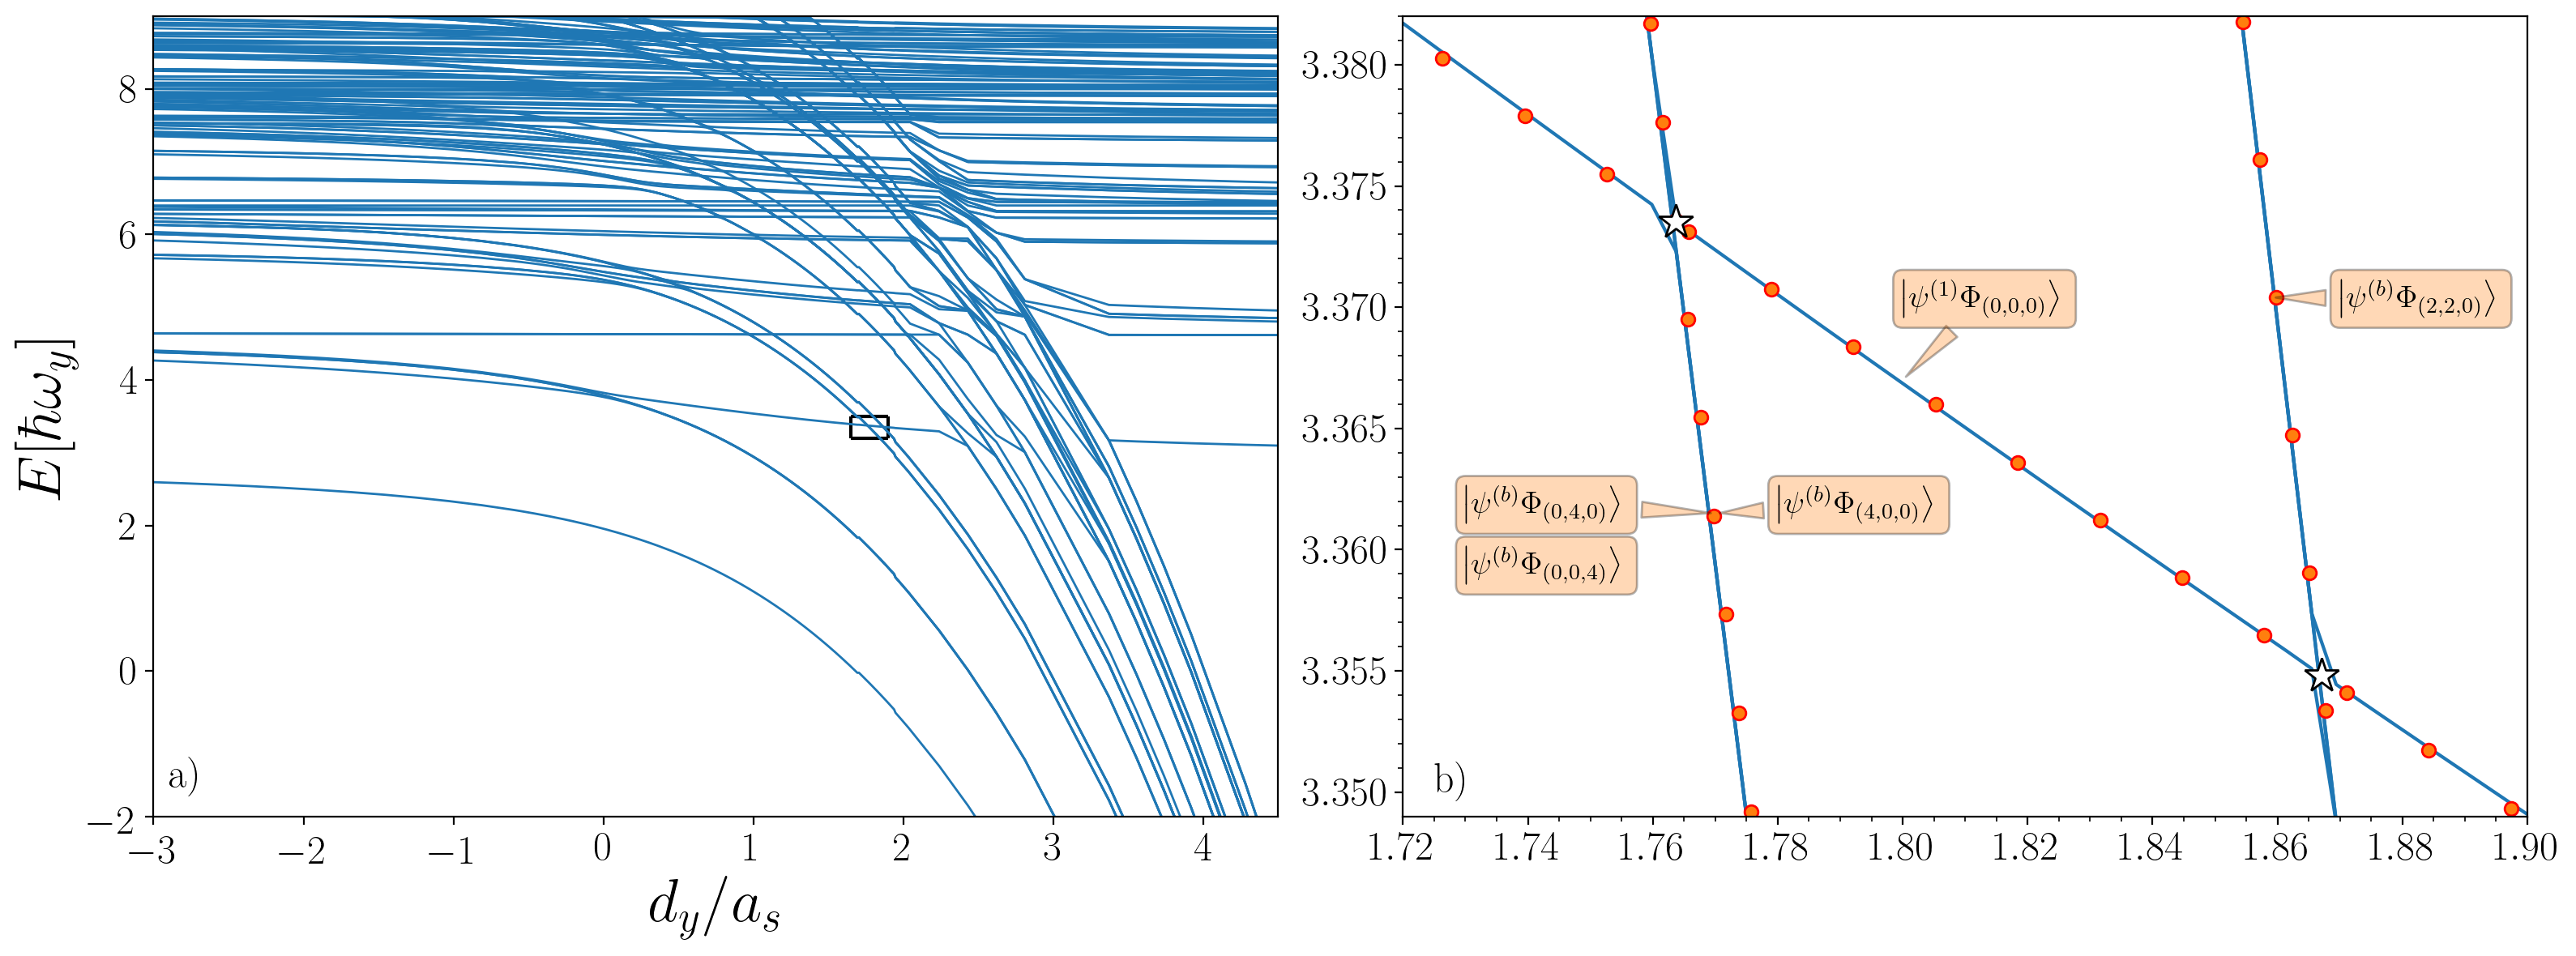 8
6
4
2
0
−2
−3 −2 −1 0 1 2 3 4
E[ħω_y]
d_y/a_s
a)
3.380
3.375
3.370
3.365
3.360
3.355
3.350
1.72 1.74 1.76 1.78 1.80 1.82 1.84 1.86 1.88 1.90
|ψ^{(1)}Φ_{(0,0,0)}⟩
|ψ^{(b)}Φ_{(2,2,0)}⟩
|ψ^{(b)}Φ_{(0,4,0)}⟩
|ψ^{(b)}Φ_{(4,0,0)}⟩
|ψ^{(b)}Φ_{(0,0,4)}⟩
b)